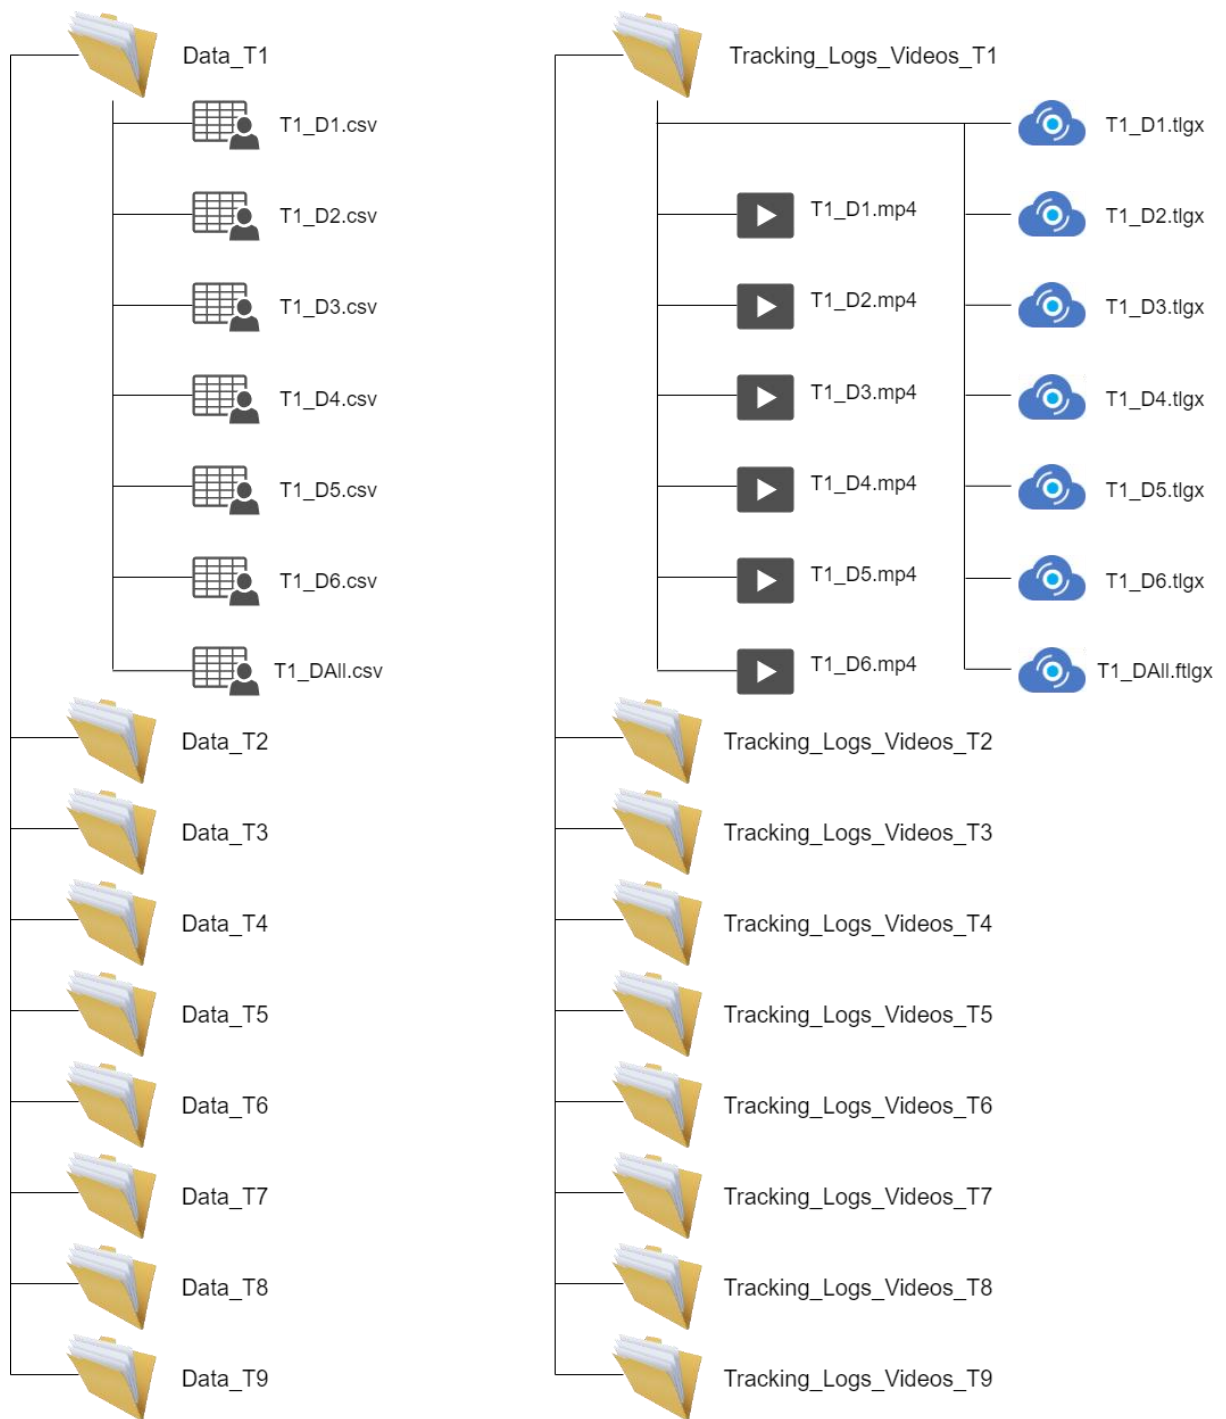 Data_T1
T1_D1.csv
T1_D2.csv
T1_D3.csv
T1_D4.csv
T1_D5.csv
T1_D6.csv
T1_DAll.csv
Data_T2
Data_T3
Data_T4
Data_T5
Data_T6
Data_T7
Data_T8
Data_T9
Tracking_Logs_Videos_T1
T1_D1.mp4
T1_D2.mp4
T1_D3.mp4
T1_D4.mp4
T1_D5.mp4
T1_D6.mp4
T1_D1.tlgx
T1_D2.tlgx
T1_D3.tlgx
T1_D4.tlgx
T1_D5.tlgx
T1_D6.tlgx
T1_DAll.ftlgx
Tracking_Logs_Videos_T2
Tracking_Logs_Videos_T3
Tracking_Logs_Videos_T4
Tracking_Logs_Videos_T5
Tracking_Logs_Videos_T6
Tracking_Logs_Videos_T7
Tracking_Logs_Videos_T8
Tracking_Logs_Videos_T9